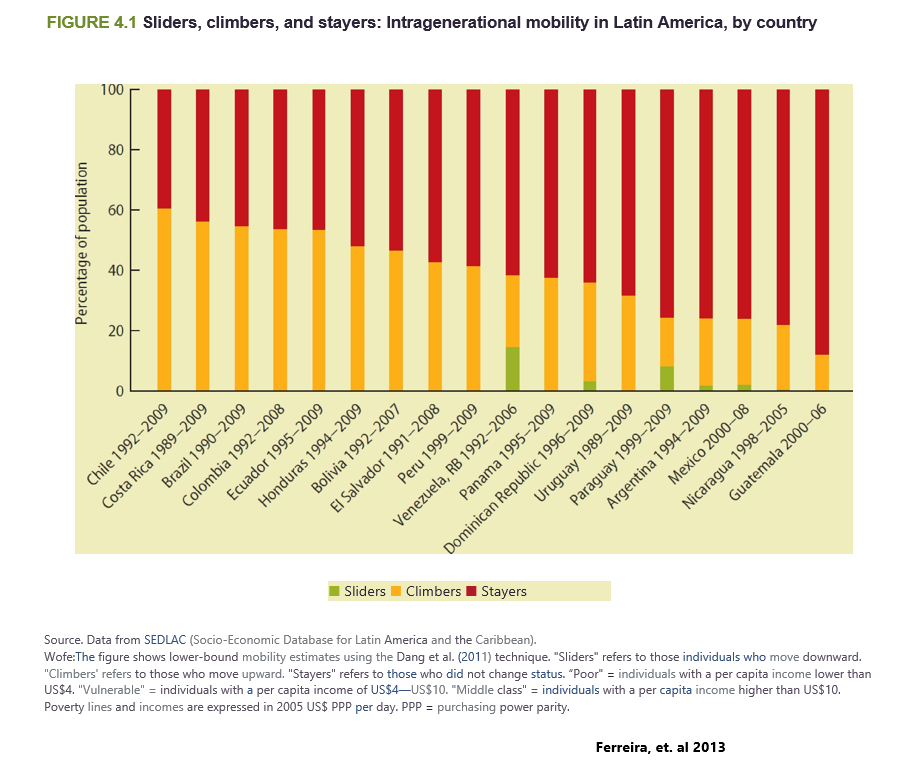 FIGURE 4.1 Sliders, climbers, and stayers: Intragenerational mobility in Latin America, by country
Percentage of population
100
80
60
40
20
0
Chile 1992–2009
Costa Rica 1989–2009
Brazil 1990–2009
Colombia 1992–2008
Ecuador 1995–2009
Honduras 1994–2009
Bolivia 1992–2007
El Salvador 1991–2008
Peru 1999–2009
Venezuela, RB 1992–2006
Panama 1995–2009
Dominican Republic 1996–2009
Uruguay 1989–2009
Paraguay 1999–2009
Argentina 1994–2009
Mexico 2000–08
Nicaragua 1998–2005
Guatemala 2000–06
Sliders Climbers Stayers
Source. Data from SEDLAC (Socio-Economic Database for Latin America and the Caribbean).
Wofe:The figure shows lower-bound mobility estimates using the Dang et al. (2011) technique. "Sliders" refers to those individuals who move downward.
"Climbers' refers to those who move upward. "Stayers" refers to those who did not change status. “Poor" = individuals with a per capita income lower than
US$4. "Vulnerable" = individuals with a per capita income of US$4—US$10. "Middle class" = individuals with a per capita income higher than US$10.
Poverty lines and incomes are expressed in 2005 US$ PPP per day. PPP = purchasing power parity.
Ferreira, et. al 2013